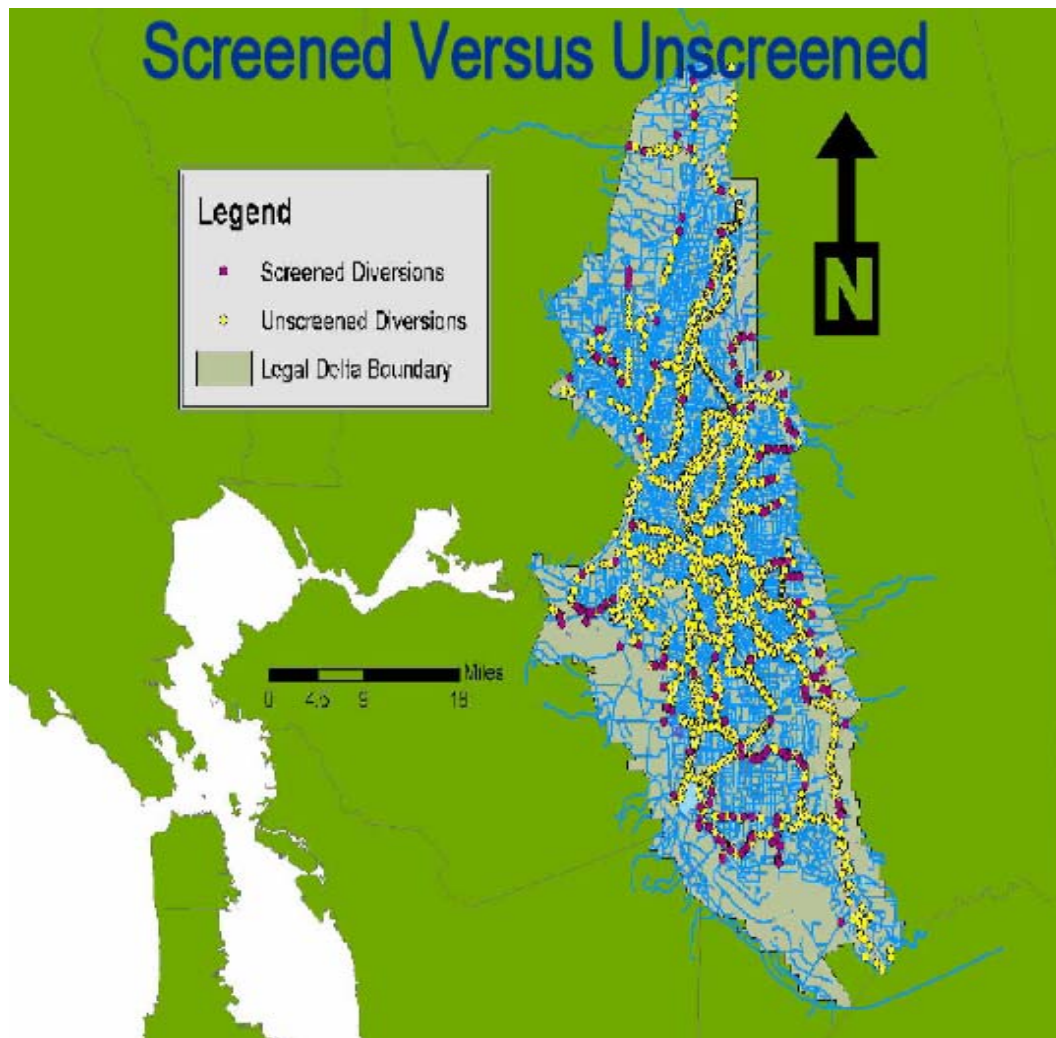 Screened Versus Unscreened
Legend
Screened Diversions
Unscreened Diversions
Legal Delta Boundary
N
Miles
0 4.5 9 18